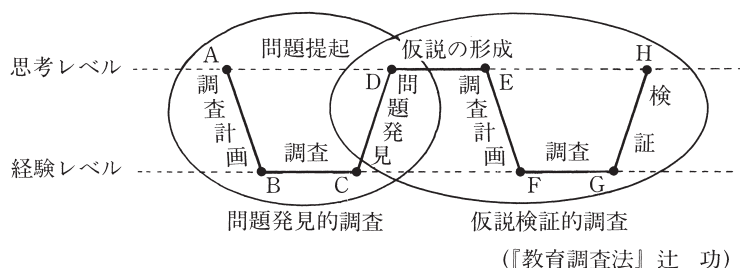 問題提起
仮説の形成
A
D
E
H
思考レベル
調査計画
問題発見
調査計画
検証
調査
調査
経験レベル
B
C
F
G
問題発見的調査
仮説検証的調査
(『教育調査法』辻　功)